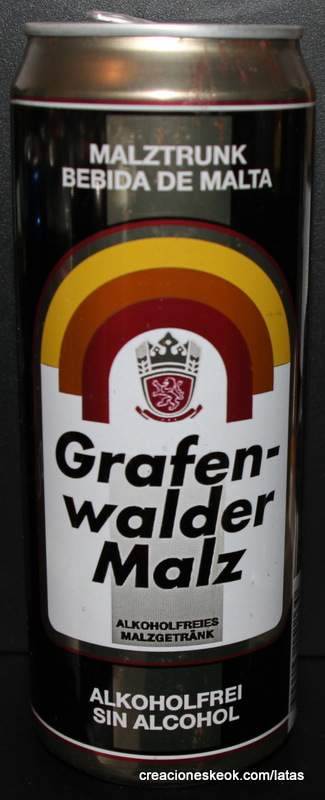 MALZTRUNK
BEBIDA DE MALTA
Grafen-
walder
Malz
ALKOHOLFREIES
MALZGETRÄNK
ALKOHOLFREI
SIN ALCOHOL
creacioneskeok.com/latas